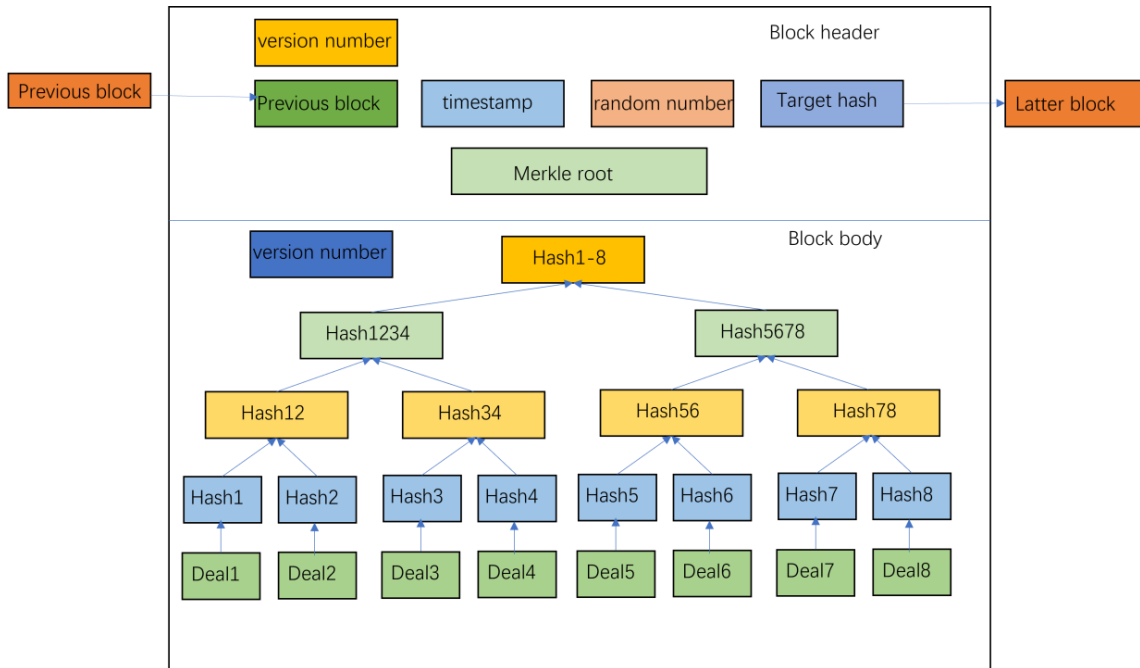 version number
Block header
Previous block
Previous block
timestamp
random number
Target hash
Latter block
Merkle root
version number
Block body
Hash1-8
Hash1234
Hash5678
Hash12
Hash34
Hash56
Hash78
Hash1
Hash2
Hash3
Hash4
Hash5
Hash6
Hash7
Hash8
Deal1
Deal2
Deal3
Deal4
Deal5
Deal6
Deal7
Deal8